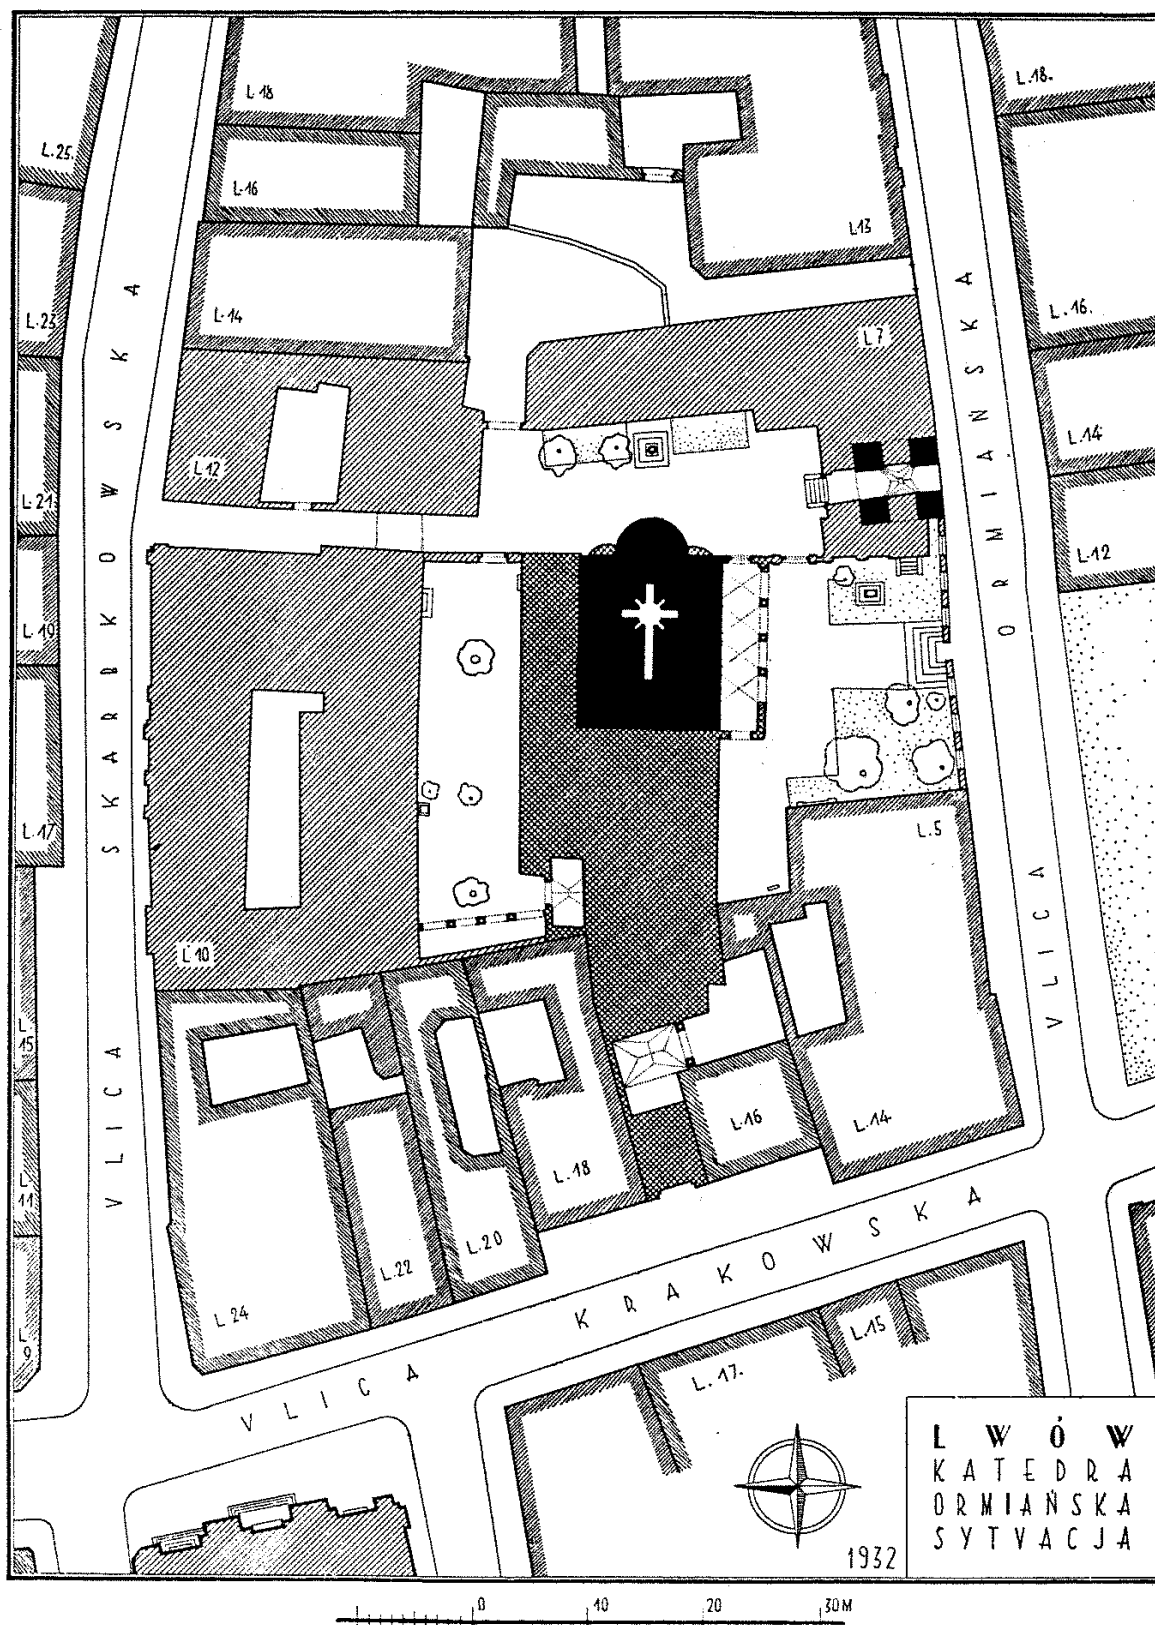 L.18
L.18.
L.25.
L.16
L.13
L.14
L.23
L.16.
L 7
L.14
L 12
L.21
L.12
L.19
L.17
L.5
L 10
L.15
L.16
L.14
L.18
L.11
L.20
L.22
L 24
L.9
L.15
L.17.
VLICA SKARDKOWSKA
VLICA ORMIAŃSKA
VLICA KRAKOWSKA
LWÓW
KATEDRA
ORMIAŃSKA
SYTVACJA
1932
0 10 20 30M